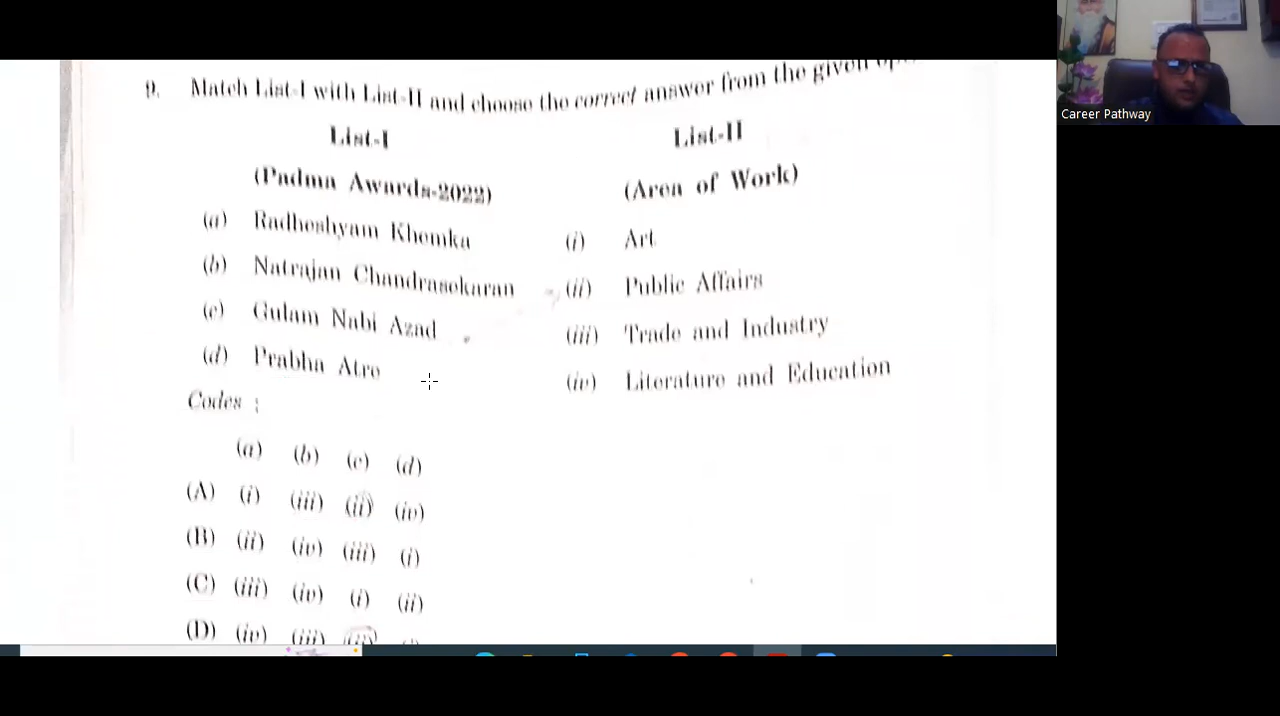 9. Match List-I with List-II and choose the correct answer from the given
List-I List-II
(Padma Awards-2022) (Area of Work)
(a) Radheshyam Khemka (i) Art
(b) Natrajan Chandrasekaran (ii) Public Affairs
(c) Gulam Nabi Azad (iii) Trade and Industry
(d) Prabha Atre (iv) Literature and Education
Codes :
(a) (b) (c) (d)
(A) (i) (iii) (ii) (iv)
(B) (ii) (iv) (iii) (i)
(C) (iii) (iv) (i) (ii)
(D) (iv) (iii) (ii) (i)
Career Pathway